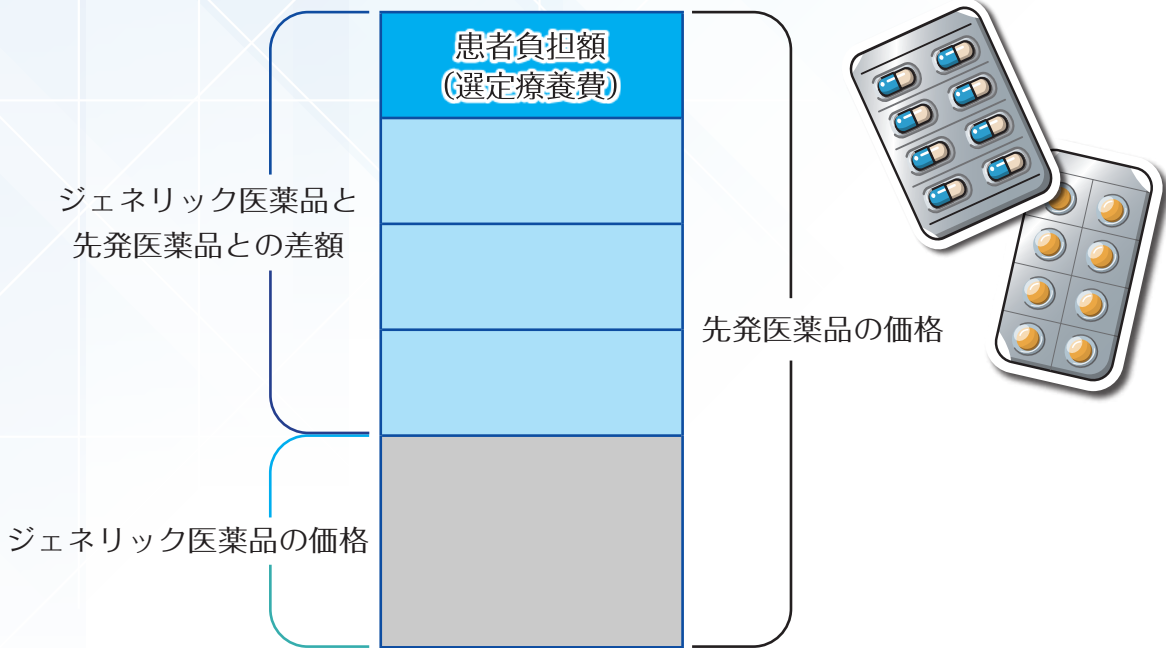 患者負担額
（選定療養費）
ジェネリック医薬品と
先発医薬品との差額
先発医薬品の価格
ジェネリック医薬品の価格